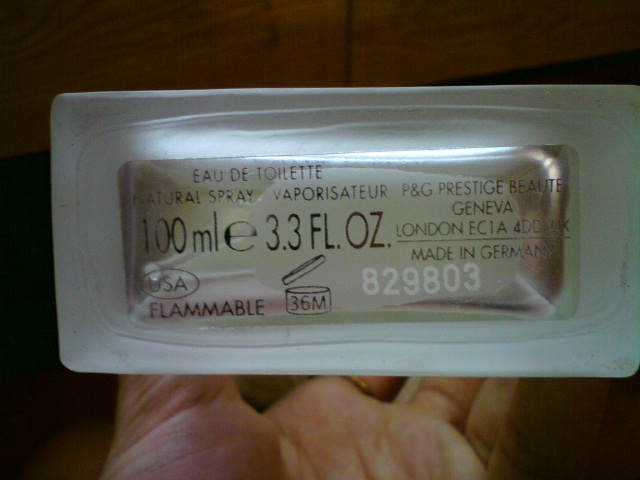 EAU DE TOILETTE
NATURAL SPRAY VAPORISATEUR
100 ml e 3.3 FL. OZ.
USA
FLAMMABLE
36M
P&G PRESTIGE BEAUTE
GENEVA
LONDON EC1A 4DD UK
MADE IN GERMANY
829803